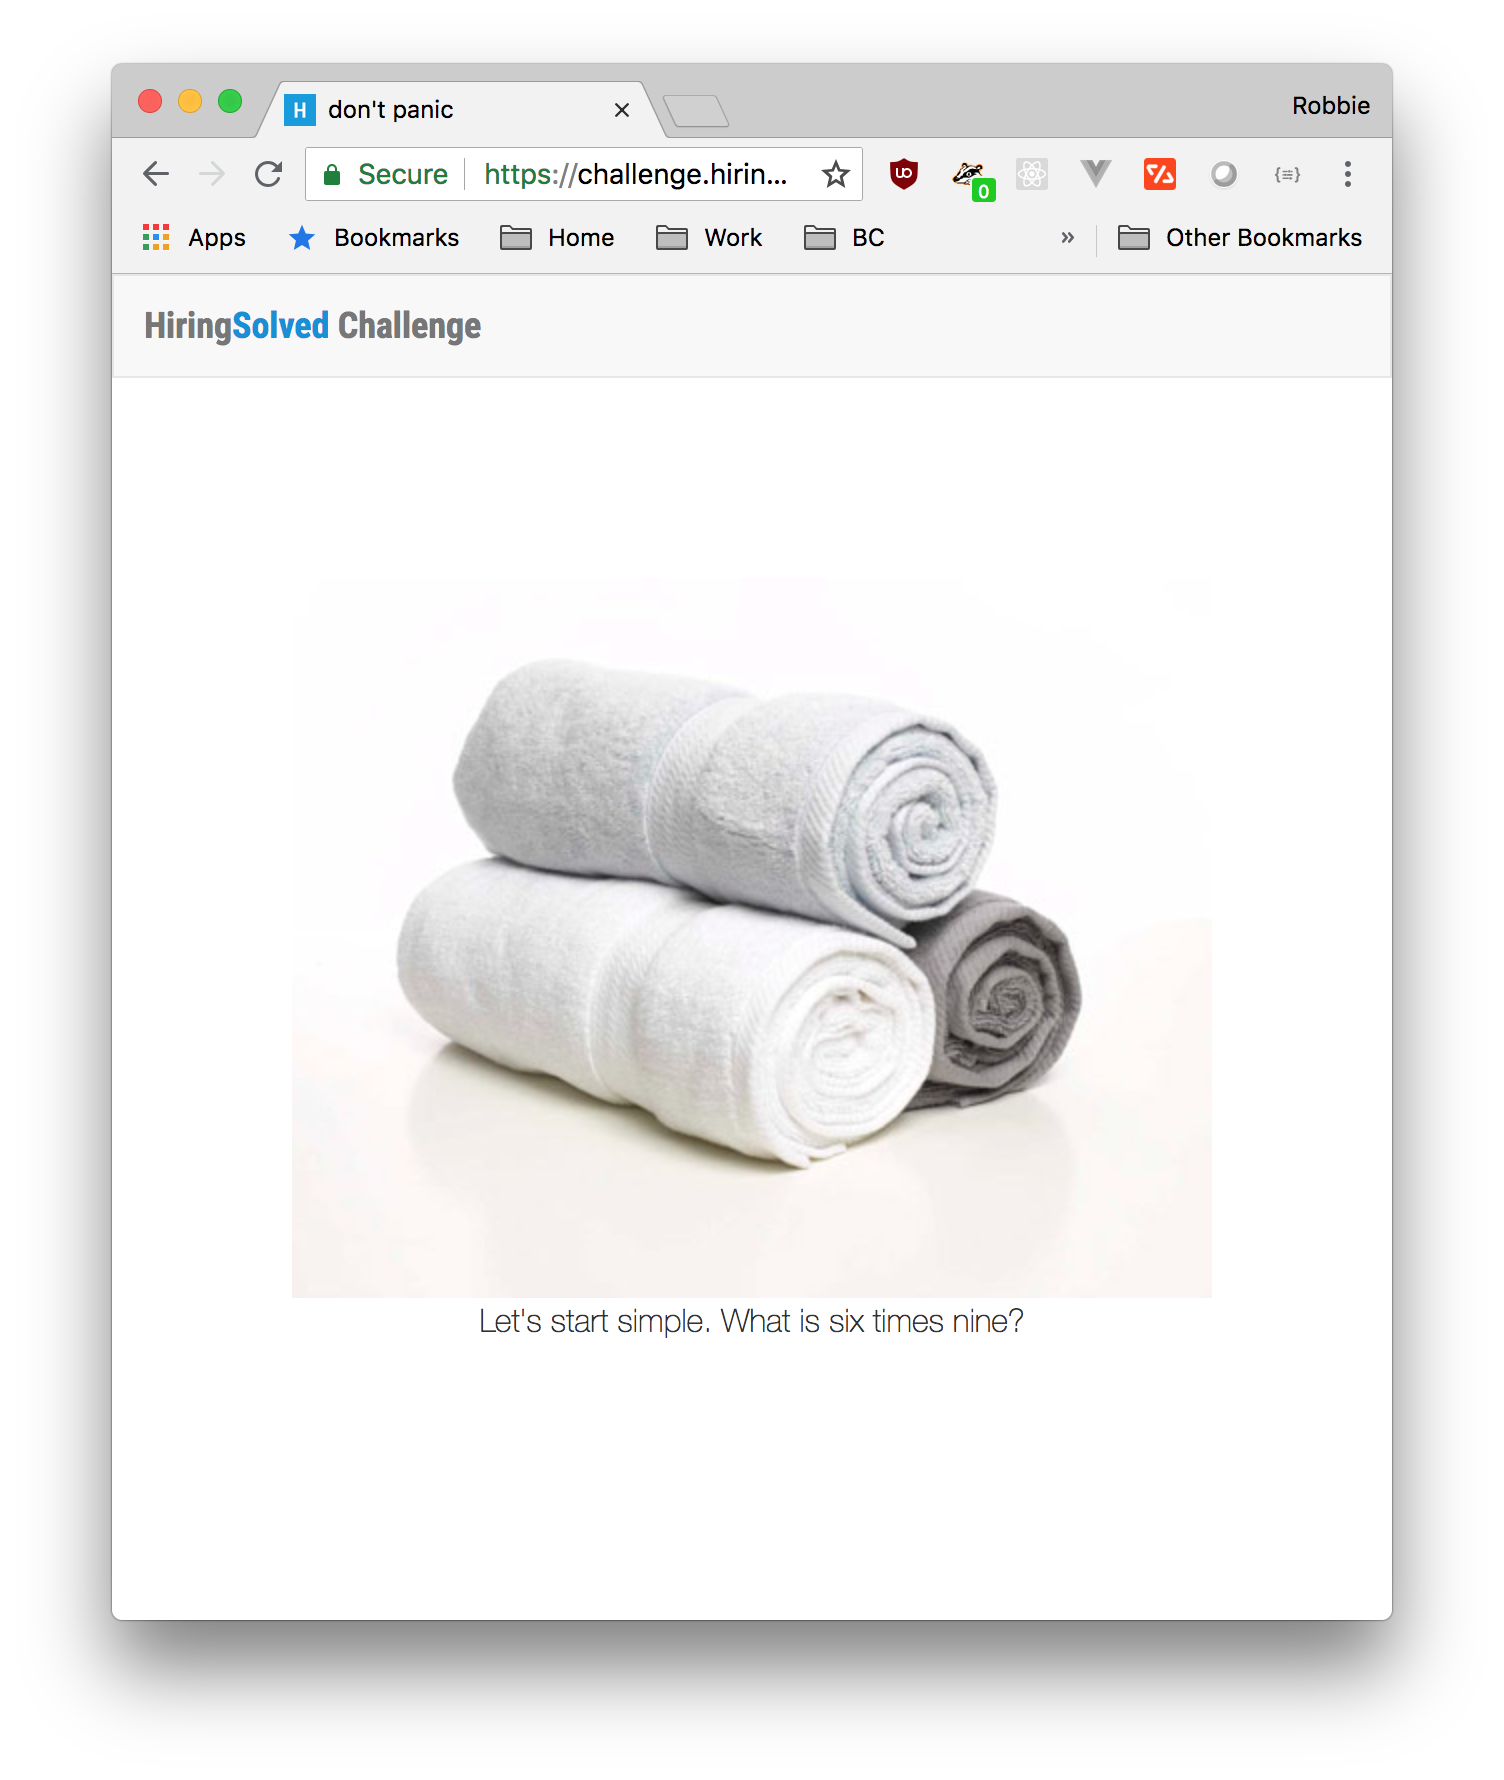 H don't panic
Robbie
Secure https://challenge.hirin...
0
Apps Bookmarks Home Work BC » Other Bookmarks
HiringSolved Challenge
Let's start simple. What is six times nine?